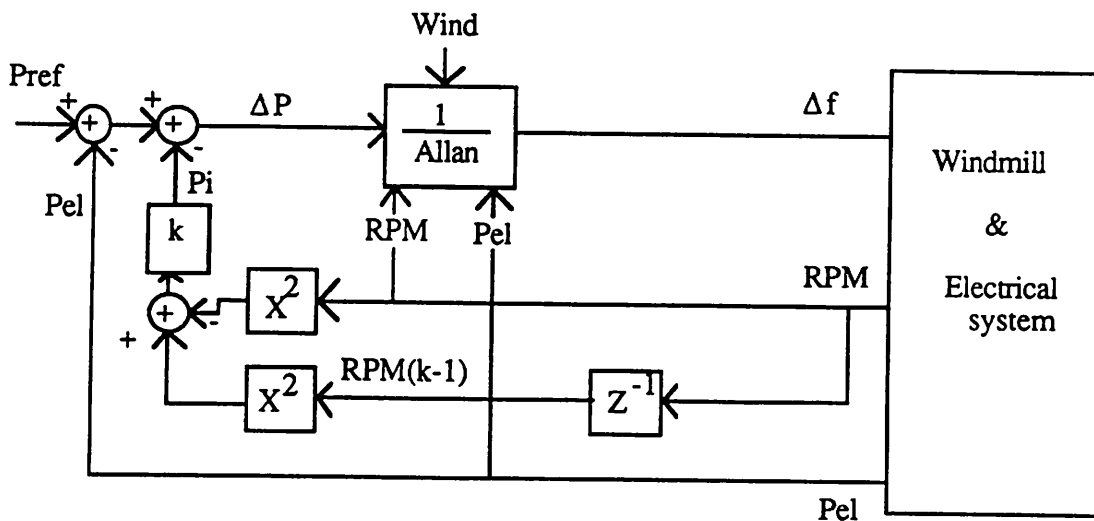 Wind
Pref
+
+
+
+
ΔP
1
Allan
Δf
-
-
Pel
Pi
k
RPM
Pel
Windmill
&
Electrical
system
RPM
X²
+
-
+
X²
RPM(k-1)
Z⁻¹
Pel